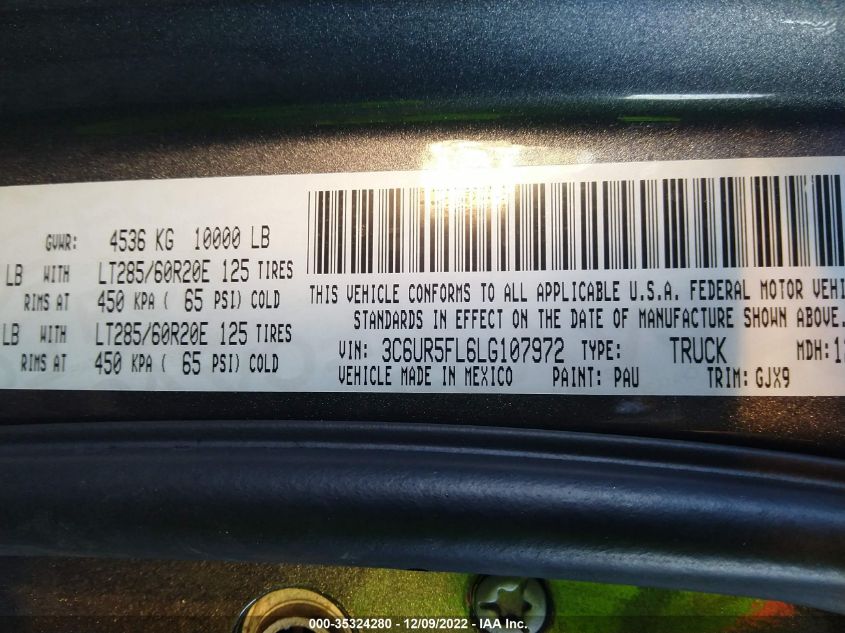 GVWR: 4536 KG 10000 LB
LB WITH LT285/60R20E 125 TIRES
RIMS AT 450 KPA ( 65 PSI) COLD
LB WITH LT285/60R20E 125 TIRES
RIMS AT 450 KPA ( 65 PSI) COLD
THIS VEHICLE CONFORMS TO ALL APPLICABLE U.S.A. FEDERAL MOTOR VEHI
STANDARDS IN EFFECT ON THE DATE OF MANUFACTURE SHOWN ABOVE.
VIN: 3C6UR5FL6LG107972 TYPE: TRUCK MDH:
VEHICLE MADE IN MEXICO PAINT: PAU TRIM: GJX9
000-35324280 - 12/09/2022 - IAA Inc.